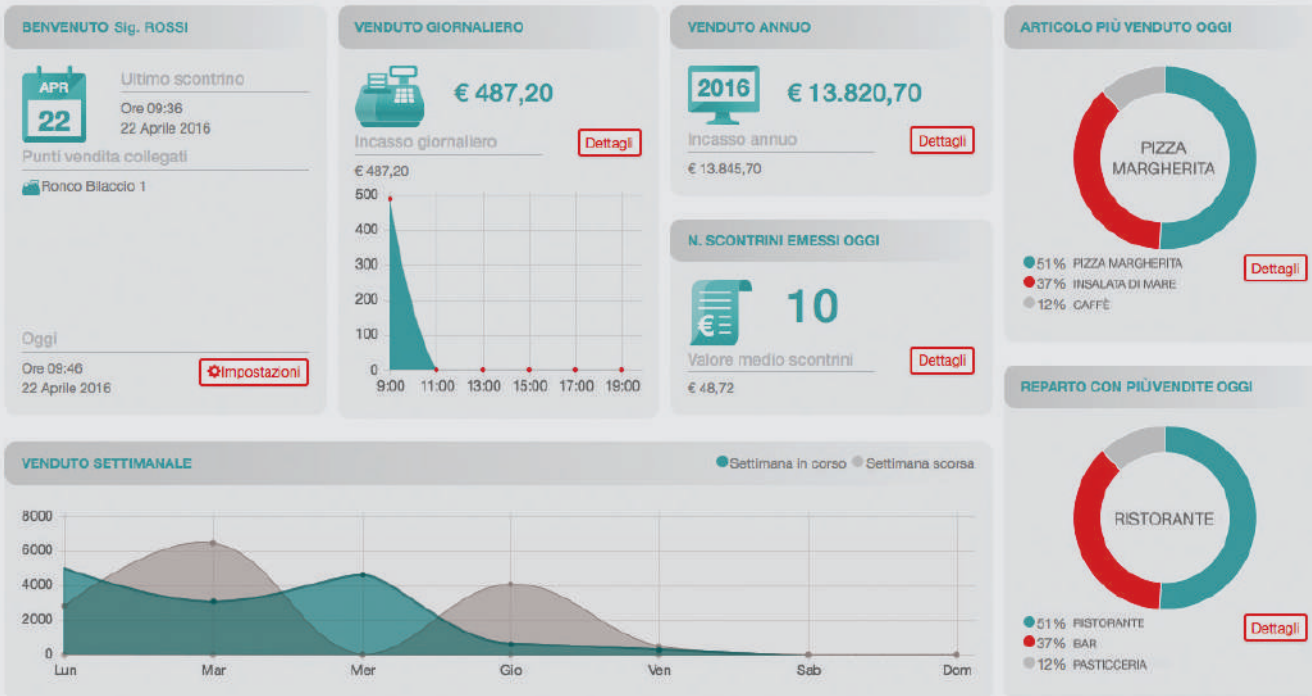 BENVENUTO Sig. ROSSI
APR
22
Ultimo scontrino
Ore 09:36
22 Aprile 2016
Punti vendita collegati
Ronco Bilaccio 1
Oggi
Ore 09:46
22 Aprile 2016
Impostazioni
VENDUTO GIORNALIERO
€ 487,20
Incasso giornaliero
Dettagli
€ 487,20
500
400
300
200
100
0
9:00 11:00 13:00 15:00 17:00 19:00
VENDUTO ANNUO
2016
€ 13.820,70
Incasso annuo
Dettagli
€ 13.845,70
N. SCONTRINI EMESSI OGGI
€
10
Valore medio scontrini
Dettagli
€ 48,72
ARTICOLO PIÙ VENDUTO OGGI
PIZZA
MARGHERITA
51% PIZZA MARGHERITA
37% INSALATA DI MARE
12% CAFFÈ
Dettagli
REPARTO CON PIÙVENDITE OGGI
RISTORANTE
51% RISTORANTE
37% BAR
12% PASTICCERIA
Dettagli
VENDUTO SETTIMANALE
Settimana in corso Settimana scorsa
8000
6000
4000
2000
0
Lun Mar Mer Gio Ven Sab Dom